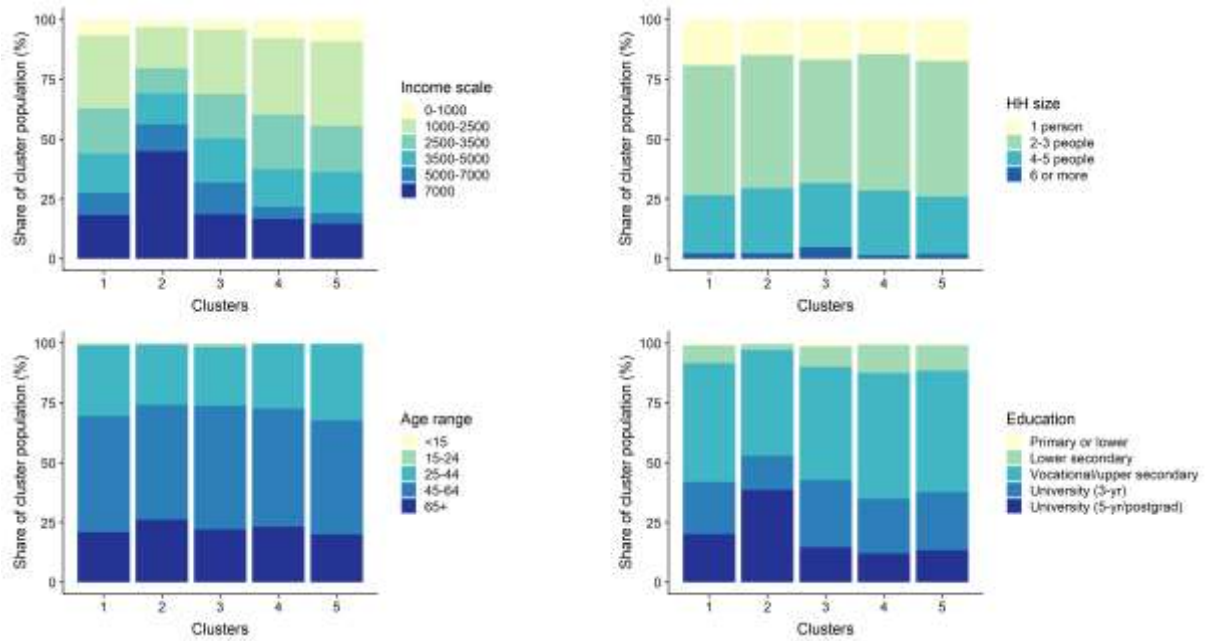 Share of cluster population (%)
100
75
50
25
0
1 2 3 4 5
Clusters
Income scale
0-1000
1000-2500
2500-3500
3500-5000
5000-7000
7000
Share of cluster population (%)
100
75
50
25
0
1 2 3 4 5
Clusters
HH size
1 person
2-3 people
4-5 people
6 or more
Share of cluster population (%)
100
75
50
25
0
1 2 3 4 5
Clusters
Age range
<15
15-24
25-44
45-64
65+
Share of cluster population (%)
100
75
50
25
0
1 2 3 4 5
Clusters
Education
Primary or lower
Lower secondary
Vocational/upper secondary
University (3-yr)
University (5-yr/postgrad)